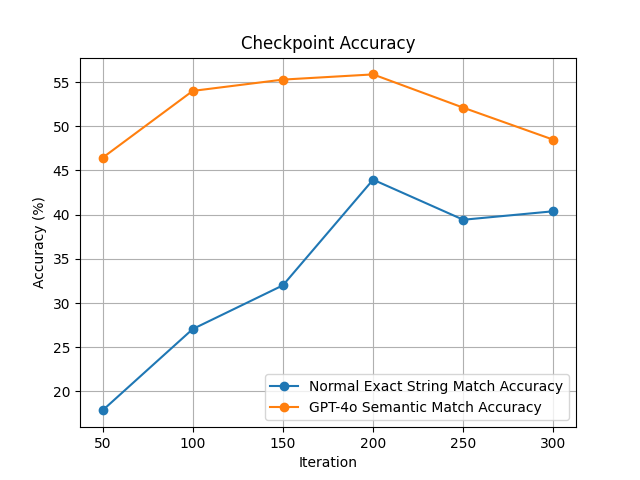 Checkpoint Accuracy
Accuracy (%)
55
50
45
40
35
30
25
20
Normal Exact String Match Accuracy
GPT-4o Semantic Match Accuracy
50 100 150 200 250 300
Iteration